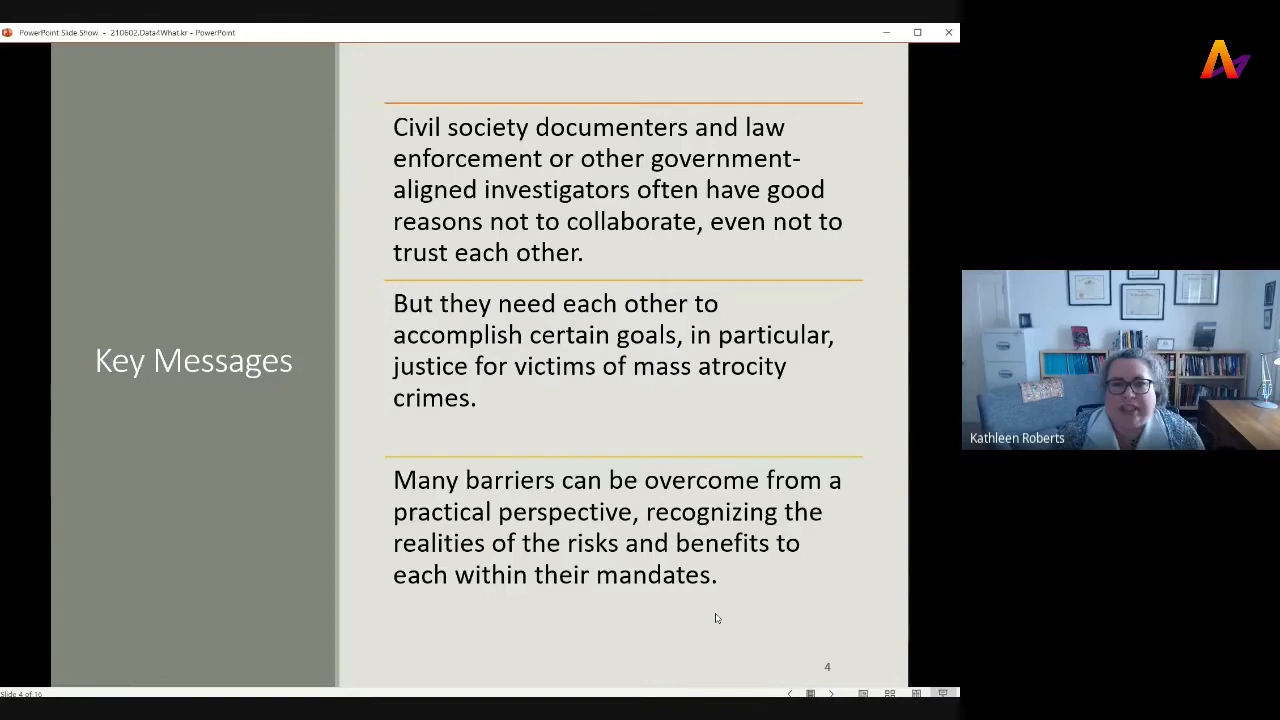 PowerPoint Slide Show - 210602.Data4What.kr - PowerPoint
Civil society documenters and law
enforcement or other government-
aligned investigators often have good
reasons not to collaborate, even not to
trust each other.
Key Messages
But they need each other to
accomplish certain goals, in particular,
justice for victims of mass atrocity
crimes.
Many barriers can be overcome from a
practical perspective, recognizing the
realities of the risks and benefits to
each within their mandates.
4
Slide 4 of 16
Kathleen Roberts